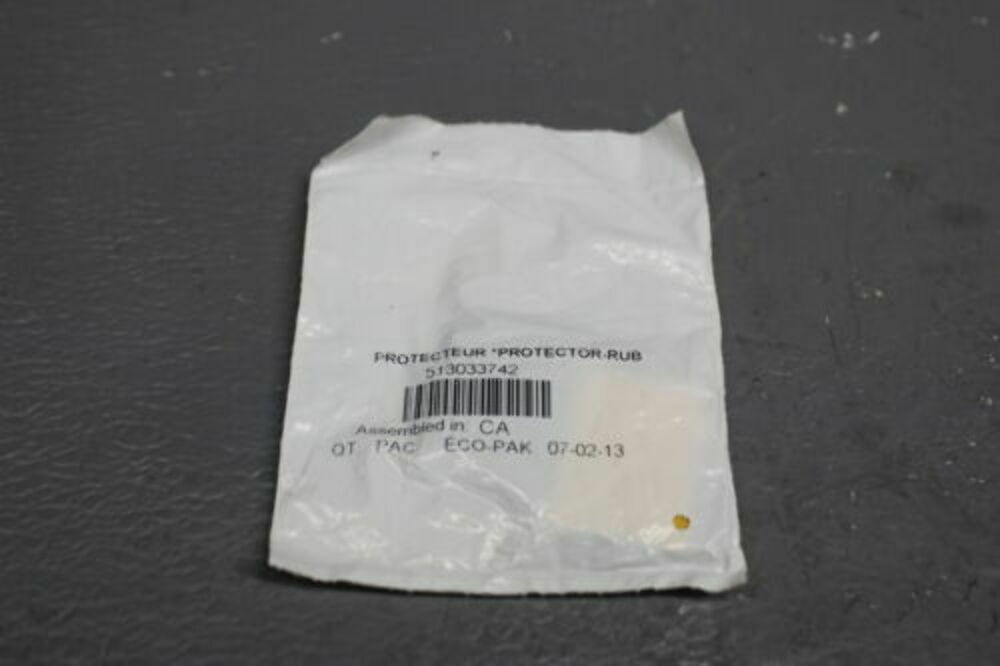 PROTECTEUR *PROTECTOR-RUB
513033742
Assembled in CA
QT PAC ECO-PAK 07-02-13